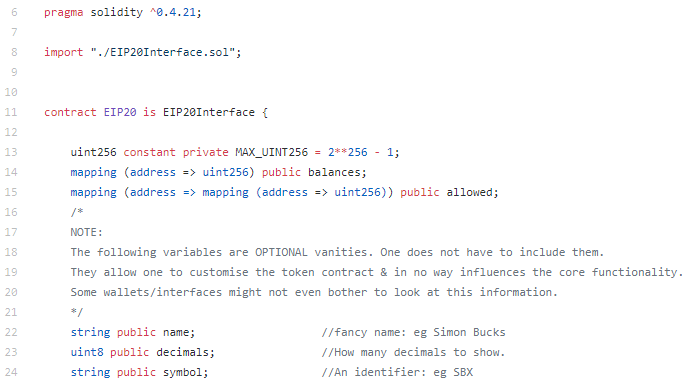 6 pragma solidity ^0.4.21;
7
8 import "./EIP20Interface.sol";
9
10
11 contract EIP20 is EIP20Interface {
12
13 uint256 constant private MAX_UINT256 = 2**256 - 1;
14 mapping (address => uint256) public balances;
15 mapping (address => mapping (address => uint256)) public allowed;
16 /*
17 NOTE:
18 The following variables are OPTIONAL vanities. One does not have to include them.
19 They allow one to customise the token contract & in no way influences the core functionality.
20 Some wallets/interfaces might not even bother to look at this information.
21 */
22 string public name; //fancy name: eg Simon Bucks
23 uint8 public decimals; //How many decimals to show.
24 string public symbol; //An identifier: eg SBX